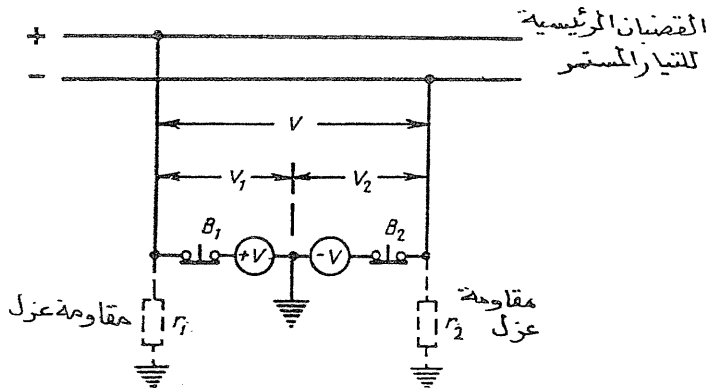 القضبان الرئيسية
للتيار المستمر
+
-
V
V₁
V₂
B₁
B₂
+V
-V
مقاومة عزل
r₁
r₂
مقاومة
عزل